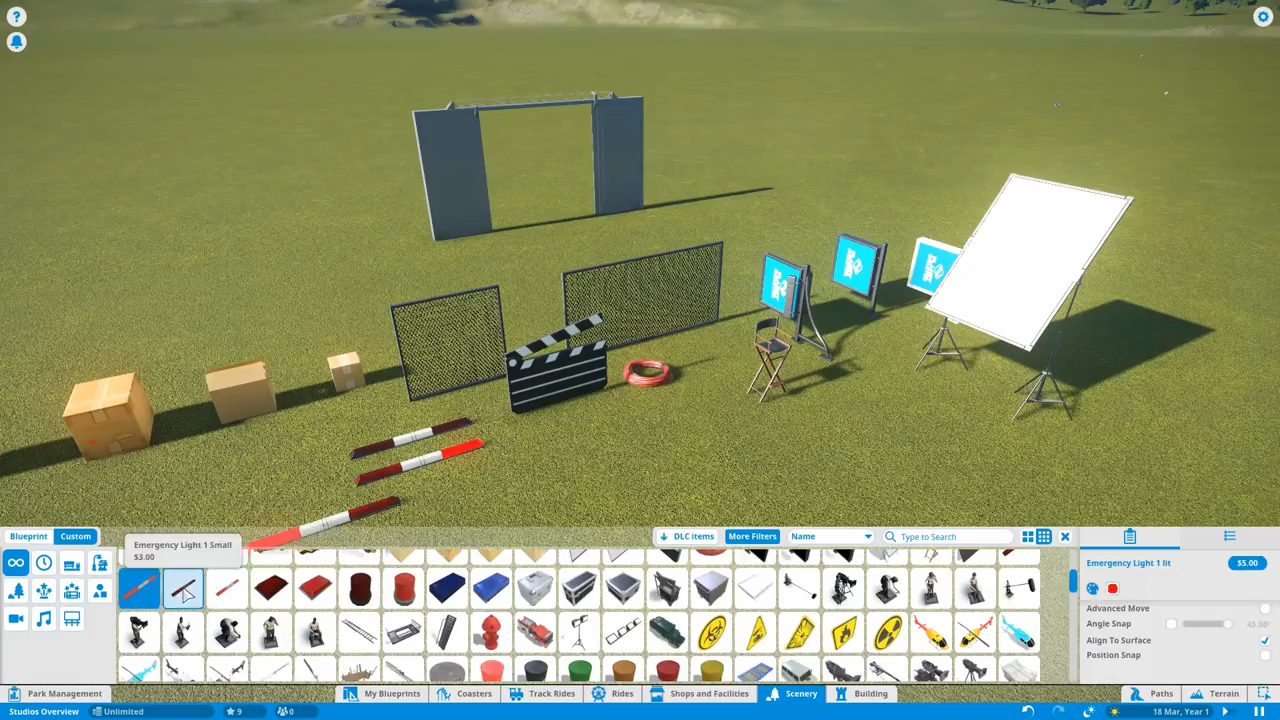 ?
Blueprint
Custom
DLC items
More Filters
Name
Type to Search
Emergency Light 1 Small
$3.00
Emergency Light 1 lit
$5.00
Advanced Move
Angle Snap
45.00°
Align To Surface
Position Snap
Park Management
My Blueprints
Coasters
Track Rides
Rides
Shops and Facilities
Scenery
Building
Paths
Terrain
Studios Overview
Unlimited
9
0
18 Mar, Year 1